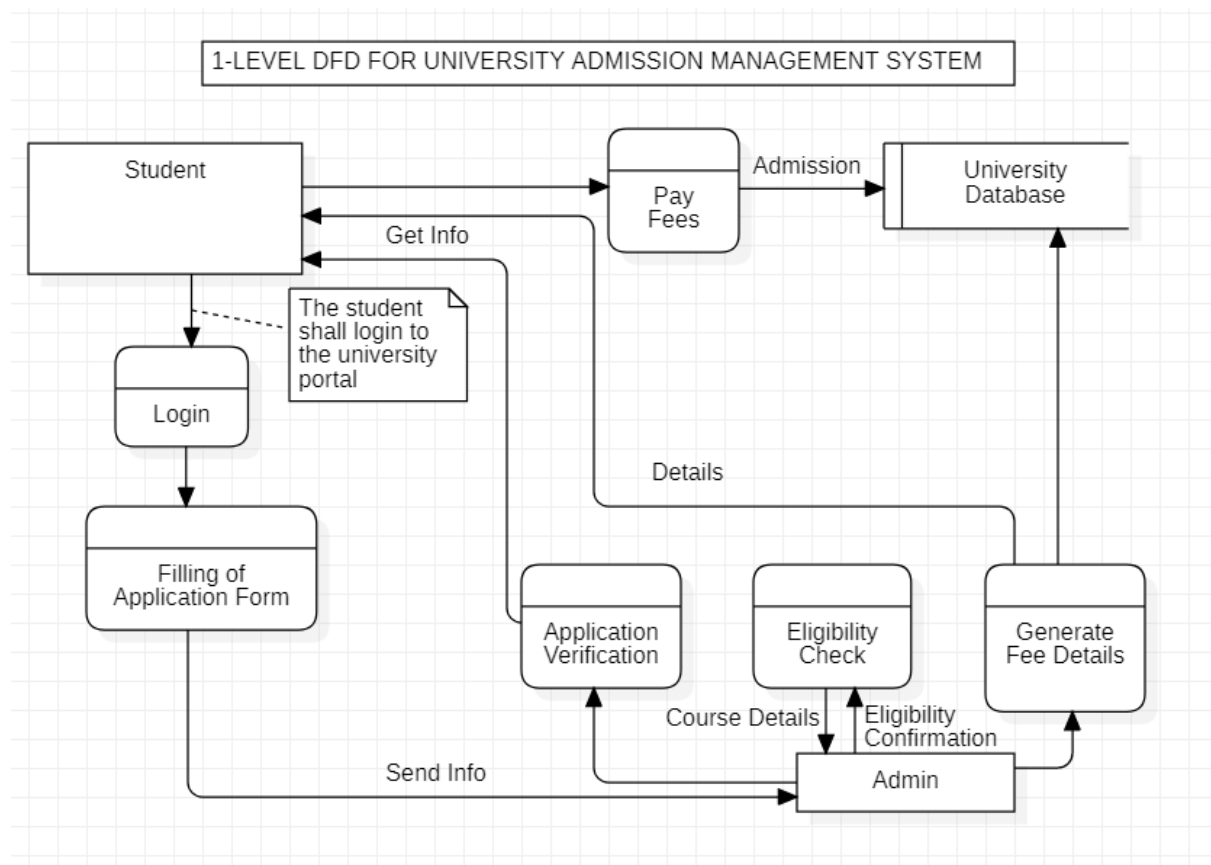 1-LEVEL DFD FOR UNIVERSITY ADMISSION MANAGEMENT SYSTEM
Student
Pay
Fees
Admission
University
Database
Get Info
The student
shall login to
the university
portal
Login
Details
Filling of
Application Form
Application
Verification
Eligibility
Check
Generate
Fee Details
Course Details
Eligibility
Confirmation
Send Info
Admin